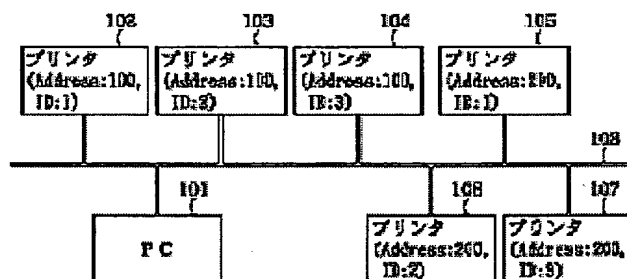 102
103
104
105
プリンタ
(Address:100,
ID:1)
プリンタ
(Address:100,
ID:2)
プリンタ
(Address:100,
ID:3)
プリンタ
(Address:200,
ID:1)
108
101
106
107
PC
プリンタ
(Address:200,
ID:2)
プリンタ
(Address:200,
ID:3)